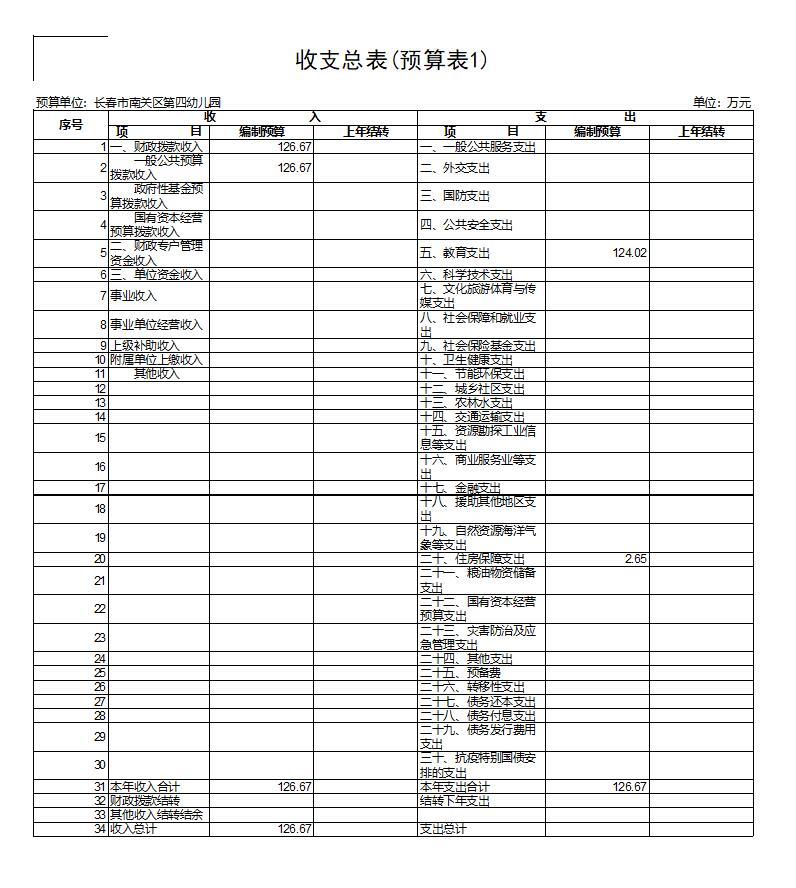 收支总表(预算表1)
预算单位：长春市南关区第四幼儿园 单位：万元
序号 收 入 支 出
项 目 编制预算 上年结转 项 目 编制预算 上年结转
1 一、财政拨款收入 126.67 一、一般公共服务支出
2 一般公共预算 126.67 二、外交支出
拨款收入
3 政府性基金预 三、国防支出
算拨款收入
4 国有资本经营 四、公共安全支出
预算拨款收入
5 二、财政专户管理 五、教育支出 124.02
资金收入
6 三、单位资金收入 六、科学技术支出
7 事业收入 七、文化旅游体育与传
媒支出
8 事业单位经营收入 八、社会保障和就业支
出
9 上级补助收入 九、社会保险基金支出
10 附属单位上缴收入 十、卫生健康支出
11 其他收入 十一、节能环保支出
12 十二、城乡社区支出
13 十三、农林水支出
14 十四、交通运输支出
15 十五、资源勘探工业信
息等支出
16 十六、商业服务业等支
出
17 十七、金融支出
18 十八、援助其他地区支
出
19 十九、自然资源海洋气
象等支出
20 二十、住房保障支出 2.65
21 二十一、粮油物资储备
支出
22 二十二、国有资本经营
预算支出
23 二十三、灾害防治及应
急管理支出
24 二十四、其他支出
25 二十五、预备费
26 二十六、转移性支出
27 二十七、债务还本支出
28 二十八、债务付息支出
29 二十九、债务发行费用
支出
30 三十、抗疫特别国债安
排的支出
31 本年收入合计 126.67 本年支出合计 126.67
32 财政拨款结转 结转下年支出
33 其他收入结转结余
34 收入总计 126.67 支出总计